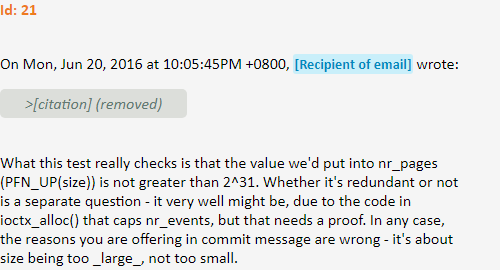 Id: 21
On Mon, Jun 20, 2016 at 10:05:45PM +0800, [Recipient of email] wrote:
>[citation] (removed)
What this test really checks is that the value we'd put into nr_pages
(PFN_UP(size)) is not greater than 2^31. Whether it's redundant or not
is a separate question - it very well might be, due to the code in
ioctx_alloc() that caps nr_events, but that needs a proof. In any case,
the reasons you are offering in commit message are wrong - it's about
size being too _large_, not too small.